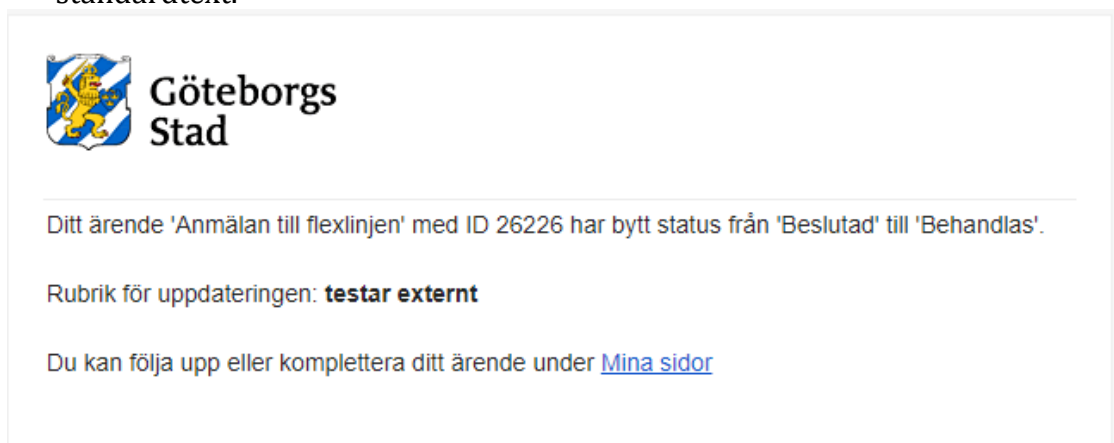 standardtext.
Göteborgs
Stad
Ditt ärende 'Anmälan till flexlinjen' med ID 26226 har bytt status från 'Beslutad' till 'Behandlas'.
Rubrik för uppdateringen: testar externt
Du kan följa upp eller komplettera ditt ärende under Mina sidor